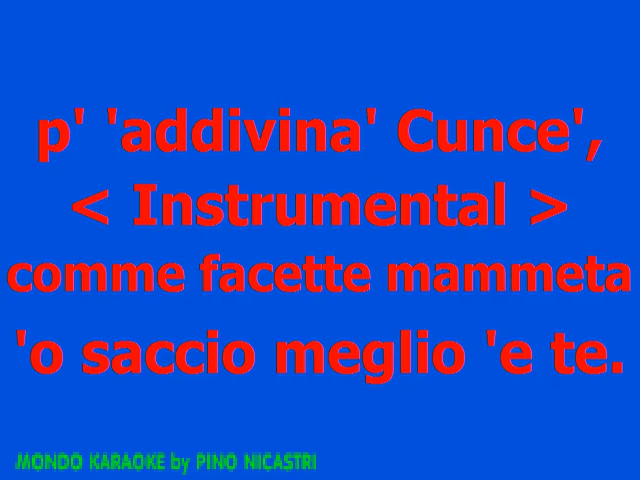 p' 'addivina' Cunce',
< Instrumental >
comme facette mammeta
'o saccio meglio 'e te.
MONDO KARAOKE by PINO NICASTRI